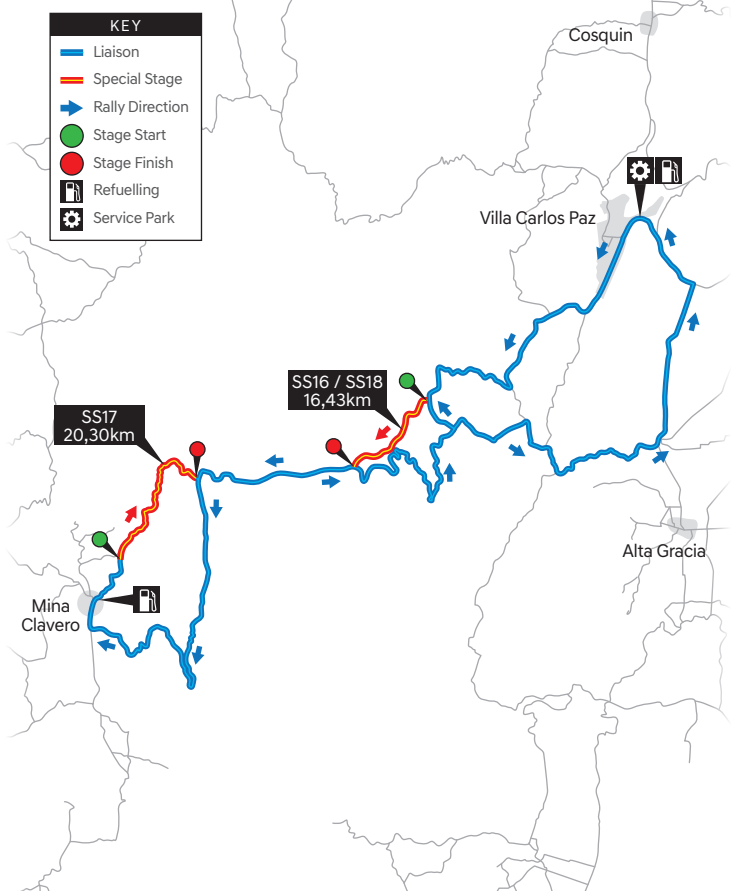 KEY
Liaison
Special Stage
Rally Direction
Stage Start
Stage Finish
Refuelling
Service Park
Cosquin
Villa Carlos Paz
SS16 / SS18
16,43km
SS17
20,30km
Alta Gracia
Mina
Clavero